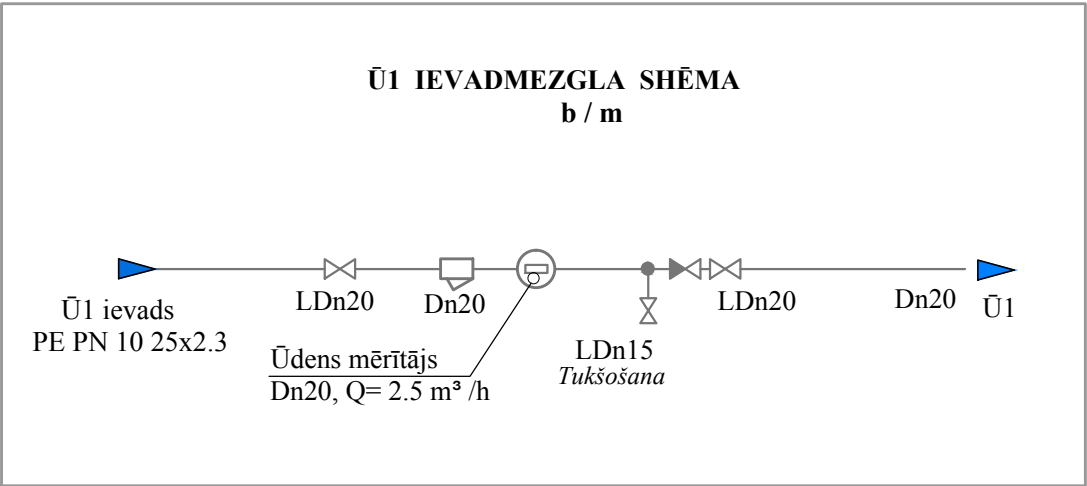 Ū1 IEVADMEZGLA SHĒMA
b / m
Ū1 ievads
PE PN 10 25x2.3
LDn20
Dn20
Ūdens mērītājs
Dn20, Q= 2.5 m³ /h
LDn15
Tukšošana
LDn20
Dn20
Ū1